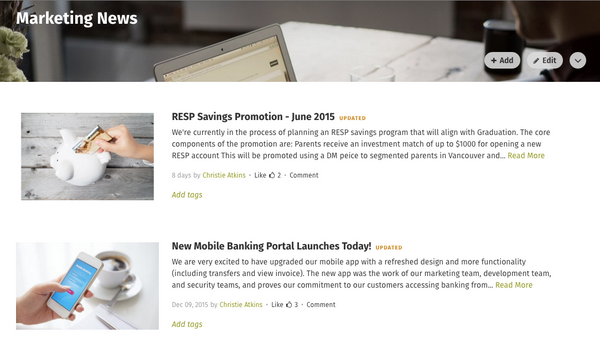 Marketing News
+ Add
Edit
RESP Savings Promotion - June 2015 UPDATED
We're currently in the process of planning an RESP savings program that will align with Graduation. The core
components of the promotion are: Parents receive an investment match of up to $1000 for opening a new
RESP account This will be promoted using a DM peice to segmented parents in Vancouver and... Read More
8 days by Christie Atkins · Like 2 · Comment
Add tags
New Mobile Banking Portal Launches Today! UPDATED
We are very excited to have upgraded our mobile app with a refreshed design and more functionality
(including transfers and view invoice). The new app was the work of our marketing team, development team,
and security teams, and proves our commitment to our customers accessing banking from... Read More
Dec 09, 2015 by Christie Atkins · Like 3 · Comment
Add tags